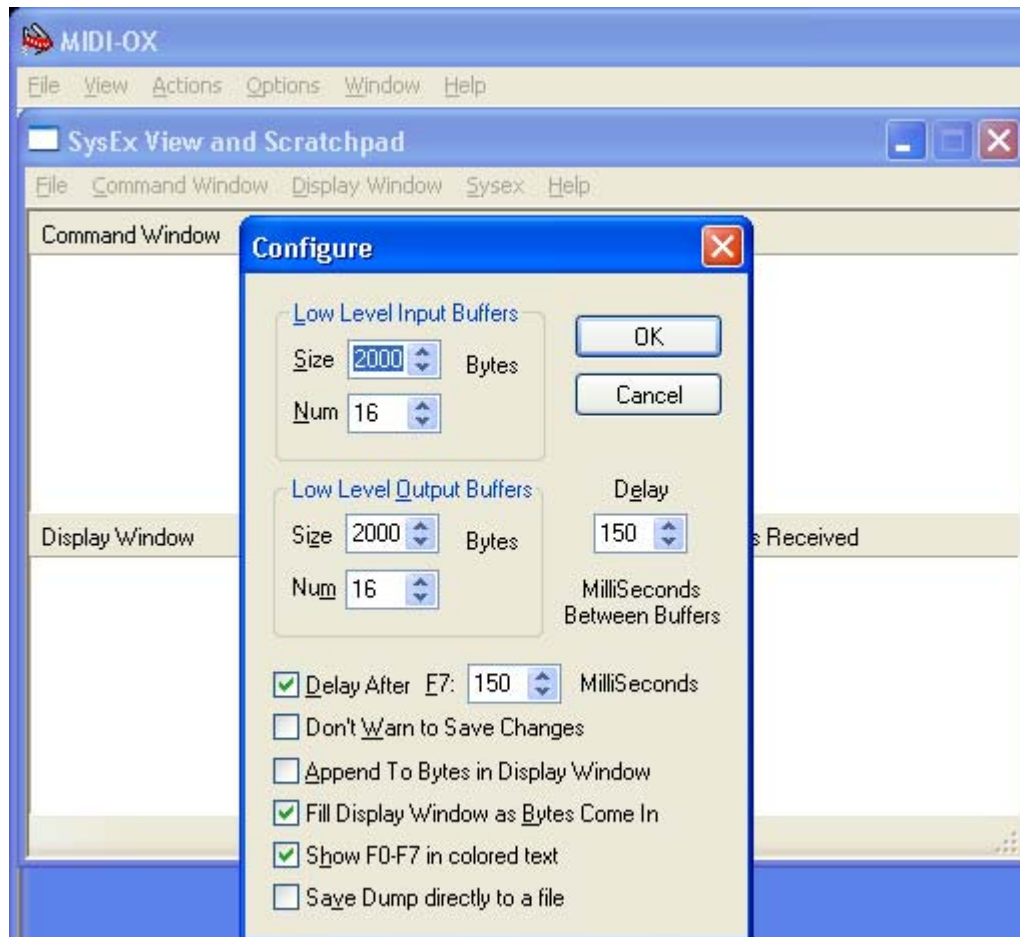 MIDI-OX
File View Actions Options Window Help
SysEx View and Scratchpad
File Command Window Display Window Sysex Help
Command Window
Configure
Low Level Input Buffers
Size 2000 Bytes
OK
Num 16
Cancel
Low Level Output Buffers
Delay
Size 2000 Bytes
150
Num 16
MilliSeconds
Between Buffers
Display Window
s Received
Delay After F7: 150 MilliSeconds
Don't Warn to Save Changes
Append To Bytes in Display Window
Fill Display Window as Bytes Come In
Show F0-F7 in colored text
Save Dump directly to a file